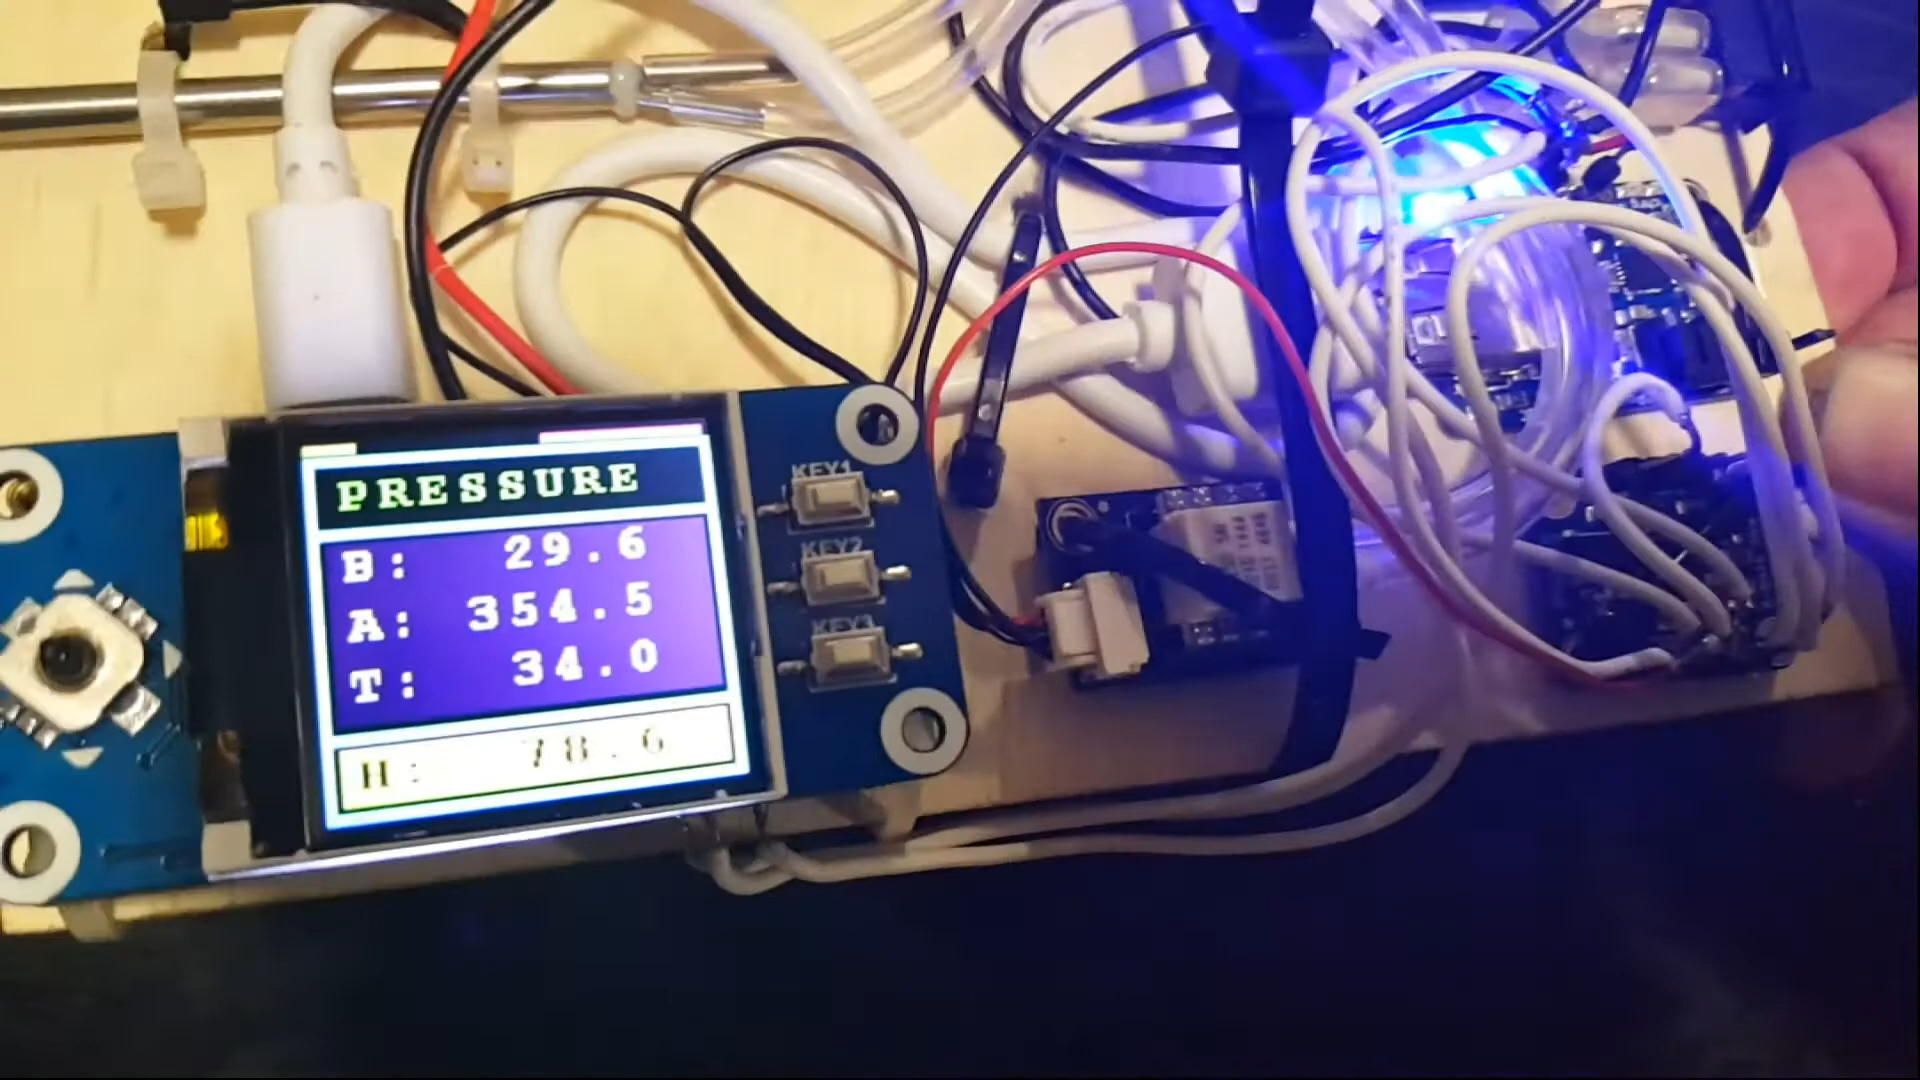 PRESSURE
B: 29.6
A: 354.5
T: 34.0
H: 78.6
KEY1
KEY2
KEY3